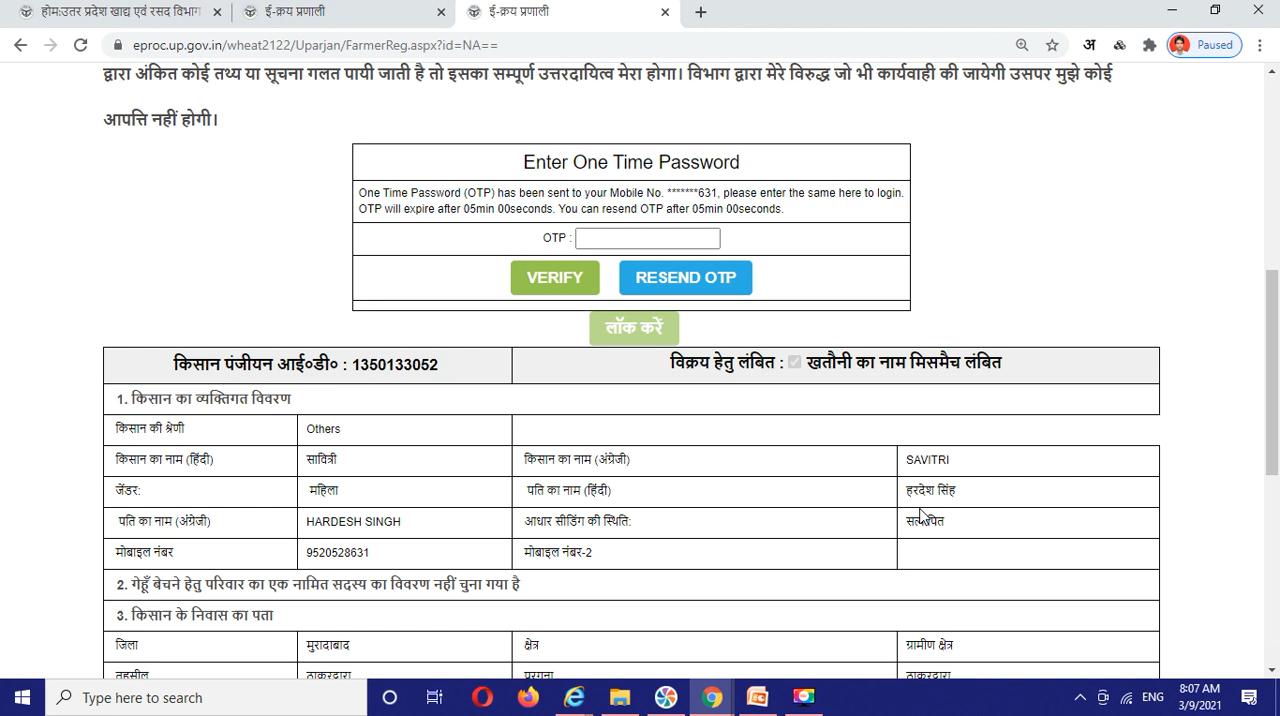 होमःउतर प्रदेश खाद्य एवं रसद विभाग ई-क्रय प्रणाली ई-क्रय प्रणाली
eproc.up.gov.in/wheat2122/Uparjan/FarmerReg.aspx?id=NA== अ Paused
द्वारा अंकित कोई तथ्य या सूचना गलत पायी जाती है तो इसका सम्पूर्ण उत्तरदायित्व मेरा होगा। विभाग द्वारा मेरे विरुद्ध जो भी कार्यवाही की जायेगी उसपर मुझे कोई
आपत्ति नहीं होगी।
Enter One Time Password
One Time Password (OTP) has been sent to your Mobile No. *******631, please enter the same here to login.
OTP will expire after 05min 00seconds. You can resend OTP after 05min 00seconds.
OTP :
VERIFY RESEND OTP
लॉक करें
किसान पंजीयन आई०डी० : 1350133052 विक्रय हेतु लंबित : खतौनी का नाम मिसमैच लंबित
1. किसान का व्यक्तिगत विवरण
किसान की श्रेणी Others
किसान का नाम (हिंदी) सावित्री किसान का नाम (अंग्रेजी) SAVITRI
जेंडर: महिला पति का नाम (हिंदी) हरदेश सिंह
पति का नाम (अंग्रेजी) HARDESH SINGH आधार सीडिंग की स्थिति:
मोबाइल नंबर 9520528631 मोबाइल नंबर-2
2. गेहूँ बेचने हेतु परिवार का एक नामित सदस्य का विवरण नहीं चुना गया है
3. किसान के निवास का पता
जिला मुरादाबाद क्षेत्र ग्रामीण क्षेत्र
तहसील ठाकुरद्वारा परगना ठाकुरद्वारा
Type here to search ENG 8:07 AM
3/9/2021